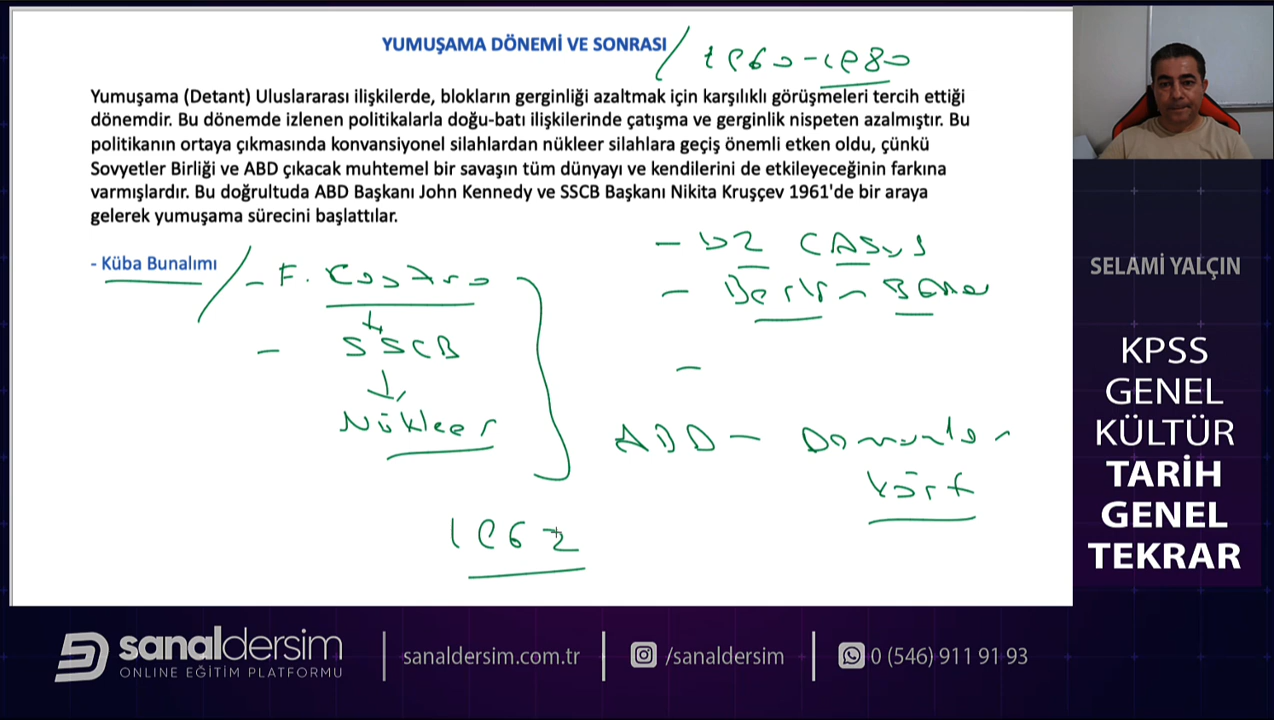 YUMUŞAMA DÖNEMİ VE SONRASI
1960-1980
Yumuşama (Detant) Uluslararası ilişkilerde, blokların gerginliği azaltmak için karşılıklı görüşmeleri tercih ettiği
dönemdir. Bu dönemde izlenen politikalarla doğu-batı ilişkilerinde çatışma ve gerginlik nispeten azalmıştır. Bu
politikanın ortaya çıkmasında konvansiyonel silahlardan nükleer silahlara geçiş önemli etken oldu, çünkü
Sovyetler Birliği ve ABD çıkacak muhtemel bir savaşın tüm dünyayı ve kendilerini de etkileyeceğinin farkına
varmışlardır. Bu doğrultuda ABD Başkanı John Kennedy ve SSCB Başkanı Nikita Kruşçev 1961'de bir araya
gelerek yumuşama sürecini başlattılar.
- Küba Bunalımı
- F. Castro
- SSCB
Nükleer
1962
- U2 CASUS
- Berlin
-
ABD - Domuzlar
Körf
SELAMİ YALÇIN
KPSS
GENEL
KÜLTÜR
TARİH
GENEL
TEKRAR
sanaldersim
ONLINE EĞİTİM PLATFORMU
sanaldersim.com.tr
/sanaldersim
0 (546) 911 91 93